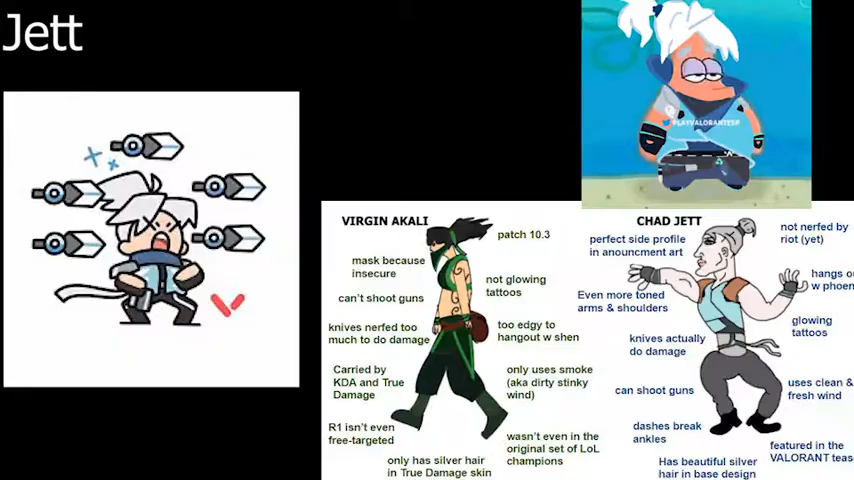 Jett
PLAYVALORANTESP
VIRGIN AKALI
patch 10.3
mask because
insecure
not glowing
tattoos
can't shoot guns
knives nerfed too
much to do damage
too edgy to
hangout w shen
Carried by
KDA and True
Damage
only uses smoke
(aka dirty stinky
wind)
R1 isn't even
free-targeted
wasn't even in the
original set of LoL
champions
only has silver hair
in True Damage skin
CHAD JETT
perfect side profile
in anouncment art
not nerfed by
riot (yet)
hangs o
w phoen
Even more toned
arms & shoulders
glowing
tattoos
knives actually
do damage
can shoot guns
uses clean &
fresh wind
dashes break
ankles
featured in the
VALORANT teas
Has beautiful silver
hair in base design